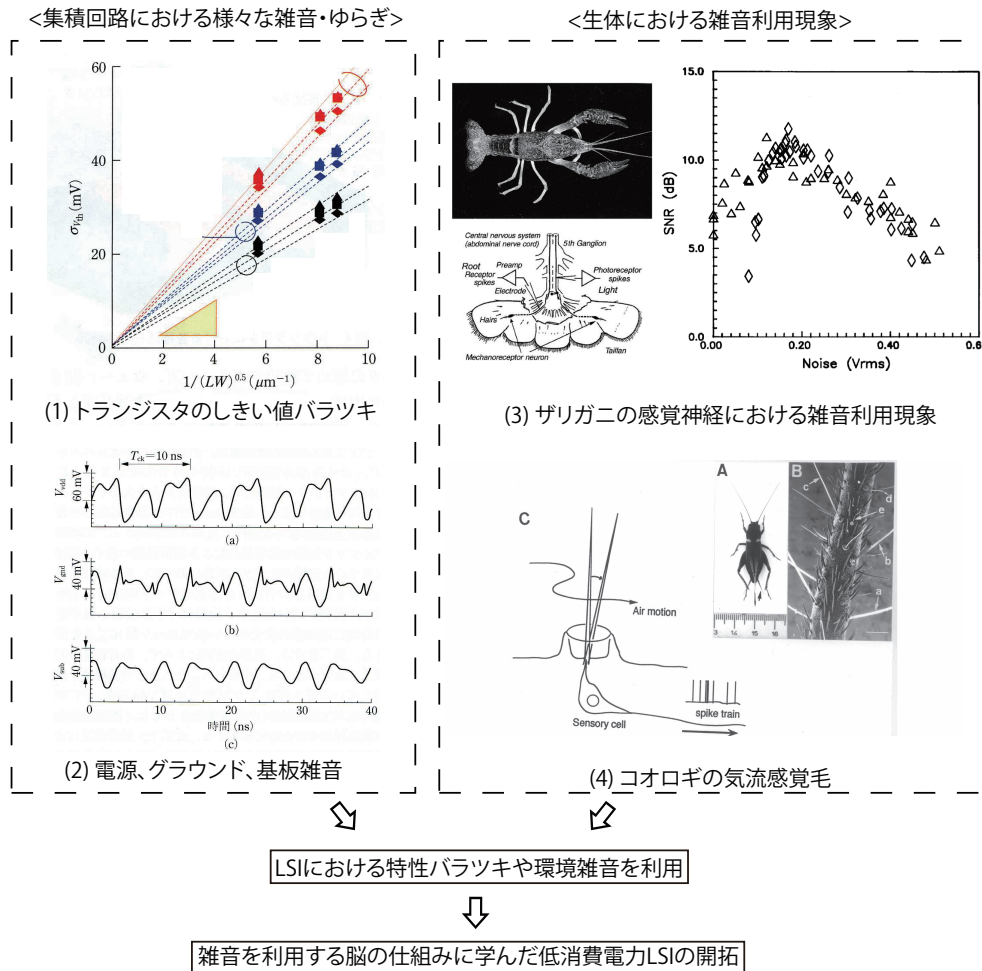 <集積回路における様々な雑音・ゆらぎ>
<生体における雑音利用現象>
60
40
20
0
σVth (mV)
0 2 4 6 8 10
1/(LW)^0.5 (μm−1)
(1) トランジスタのしきい値バラツキ
Tck=10 ns
Vvdd
60 mV
(a)
Vgnd
40 mV
(b)
Vsub
40 mV
0 10 20 30 40
時間 (ns)
(c)
(2) 電源、グラウンド、基板雑音
Central nervous system
(abdominal nerve cord)
5th Ganglion
Root
Preamp
Receptor
spikes
Electrode
Photoreceptor
spikes
Light
Hairs
Mechanoreceptor neuron
Tailfan
15.0
10.0
5.0
0.0
SNR (dB)
0.00 0.20 0.40 0.6
Noise (Vrms)
(3) ザリガニの感覚神経における雑音利用現象
A
B
C
c
d
e
b
a
13 14 15 16
Air motion
Sensory cell
spike train
(4) コオロギの気流感覚毛
LSIにおける特性バラツキや環境雑音を利用
雑音を利用する脳の仕組みに学んだ低消費電力LSIの開拓